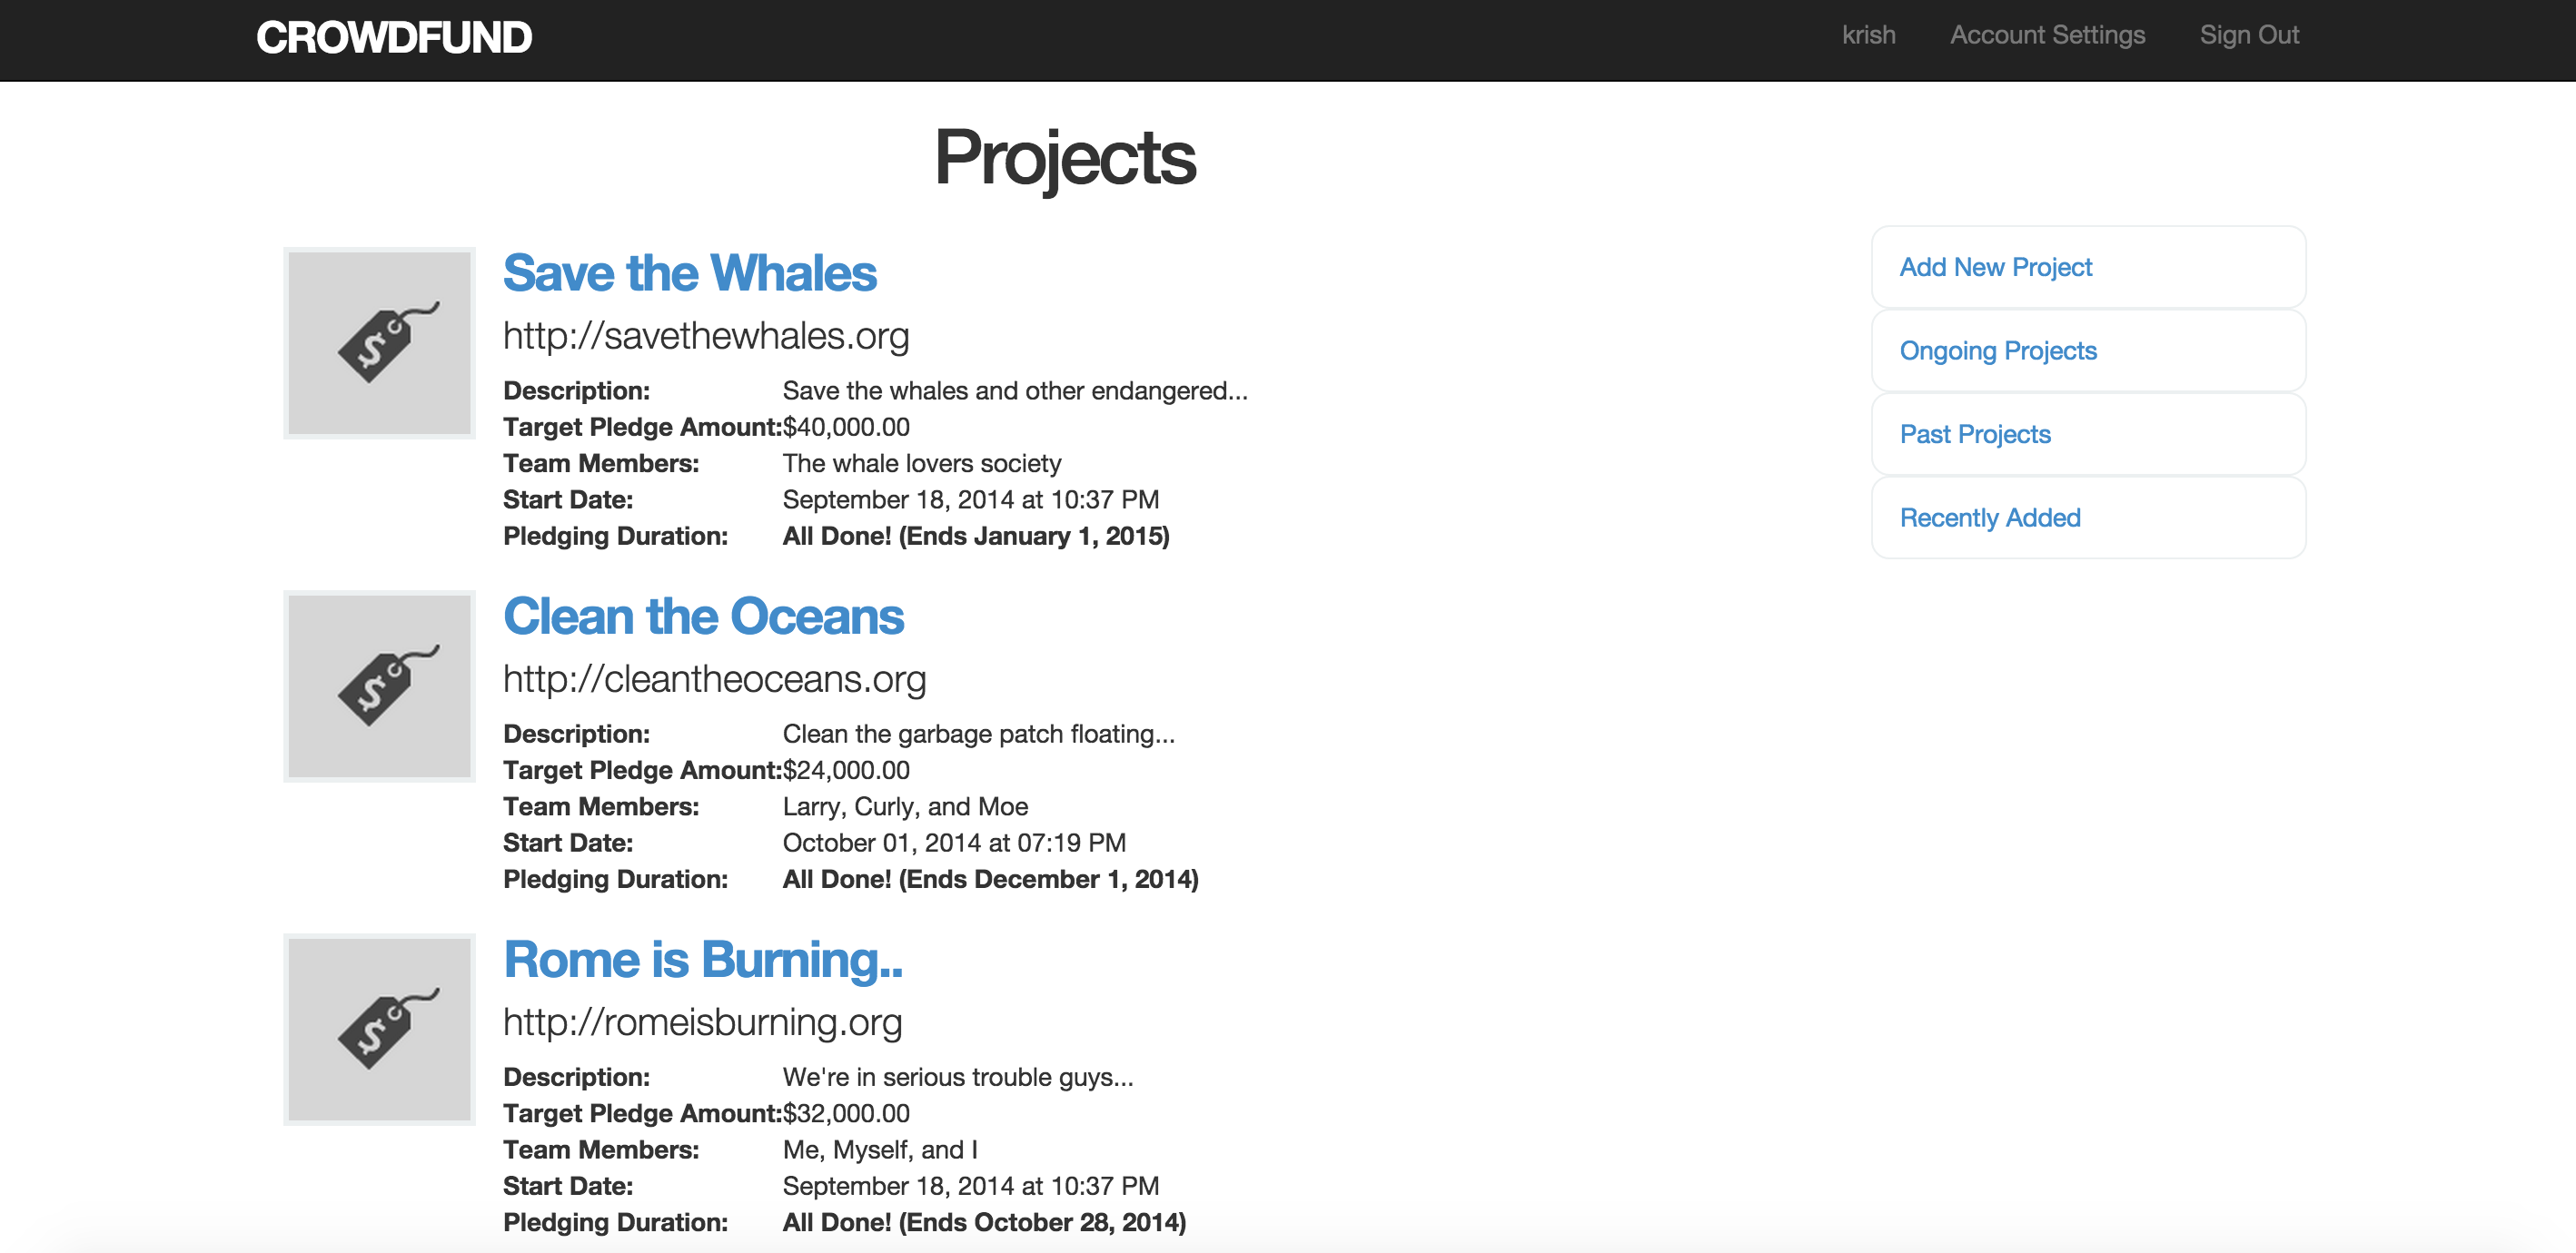 CROWDFUND krish Account Settings Sign Out
Projects
Save the Whales
http://savethewhales.org
Description: Save the whales and other endangered...
Target Pledge Amount:$40,000.00
Team Members: The whale lovers society
Start Date: September 18, 2014 at 10:37 PM
Pledging Duration: All Done! (Ends January 1, 2015)
Clean the Oceans
http://cleantheoceans.org
Description: Clean the garbage patch floating...
Target Pledge Amount:$24,000.00
Team Members: Larry, Curly, and Moe
Start Date: October 01, 2014 at 07:19 PM
Pledging Duration: All Done! (Ends December 1, 2014)
Rome is Burning..
http://romeisburning.org
Description: We're in serious trouble guys...
Target Pledge Amount:$32,000.00
Team Members: Me, Myself, and I
Start Date: September 18, 2014 at 10:37 PM
Pledging Duration: All Done! (Ends October 28, 2014)
Add New Project
Ongoing Projects
Past Projects
Recently Added